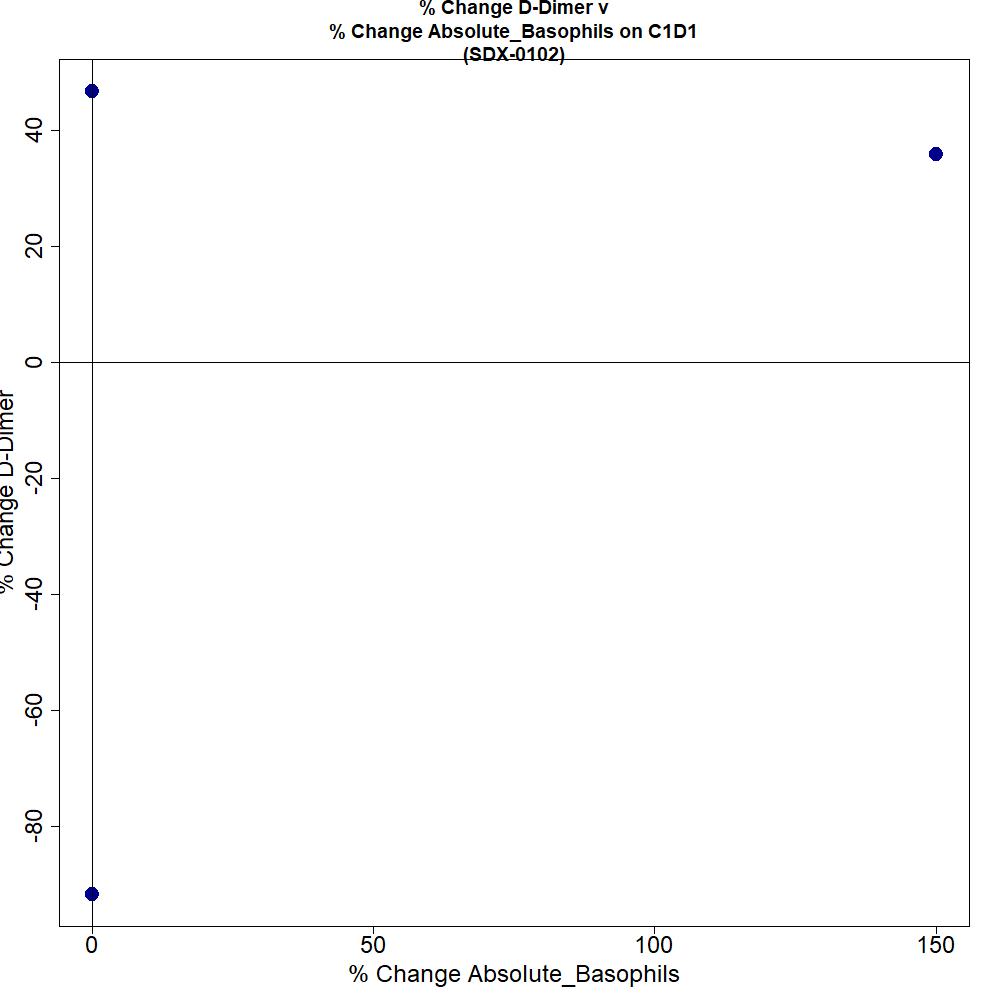 % Change D-Dimer v
% Change Absolute_Basophils on C1D1
(SDX-0102)
40
20
0
-20
-40
-60
-80
% Change D-Dimer
0
50
100
150
% Change Absolute_Basophils